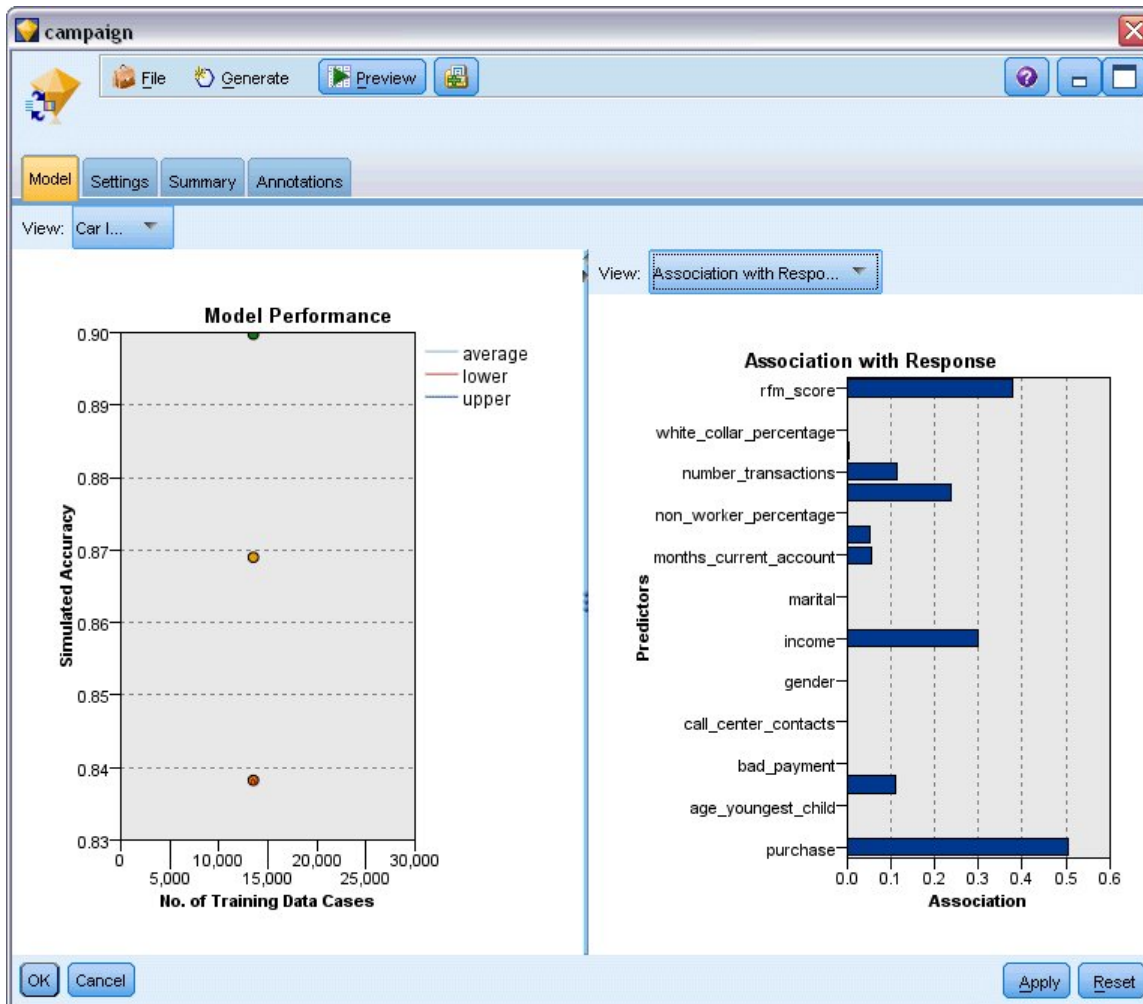 campaign
File Generate Preview
Model Settings Summary Annotations
View: Car l...
Model Performance
average
lower
upper
0.90
0.89
0.88
0.87
0.86
0.85
0.84
0.83
Simulated Accuracy
0 10,000 20,000 30,000
5,000 15,000 25,000
No. of Training Data Cases
View: Association with Respo...
Association with Response
rfm_score
white_collar_percentage
number_transactions
non_worker_percentage
months_current_account
marital
income
gender
call_center_contacts
bad_payment
age_youngest_child
purchase
Predictors
0.0 0.1 0.2 0.3 0.4 0.5 0.6
Association
OK Cancel Apply Reset